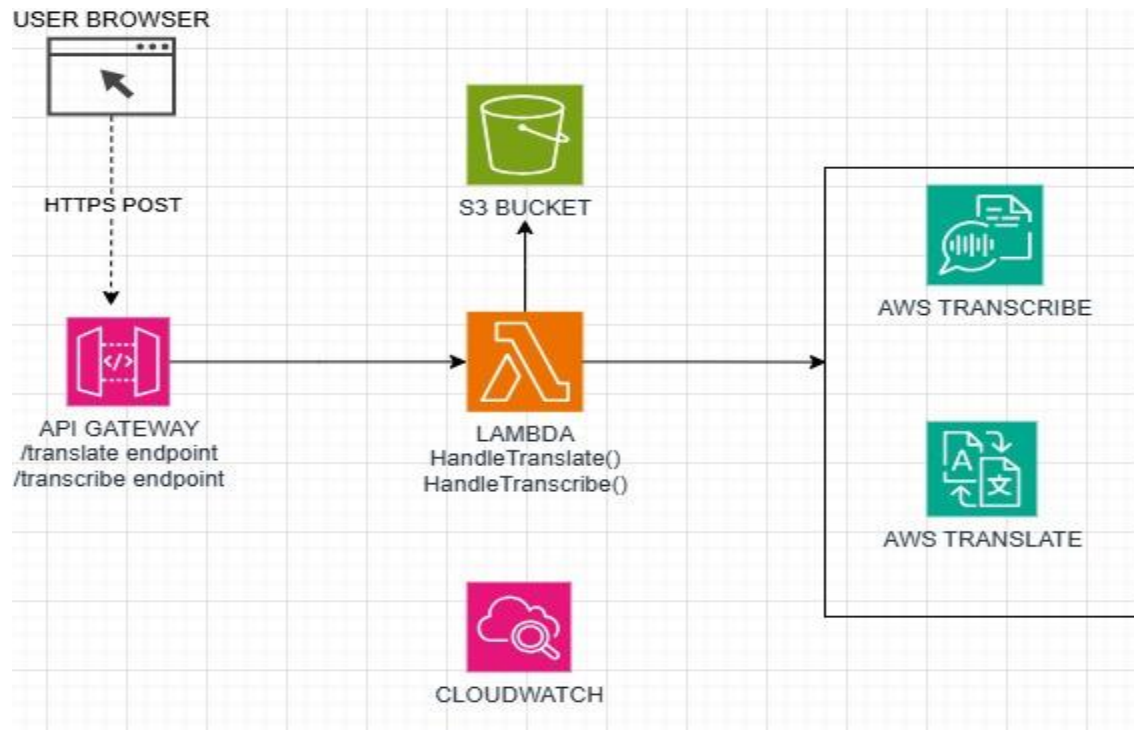 USER BROWSER
HTTPS POST
S3 BUCKET
AWS TRANSCRIBE
API GATEWAY
/translate endpoint
/transcribe endpoint
LAMBDA
HandleTranslate()
HandleTranscribe()
A
文
AWS TRANSLATE
CLOUDWATCH